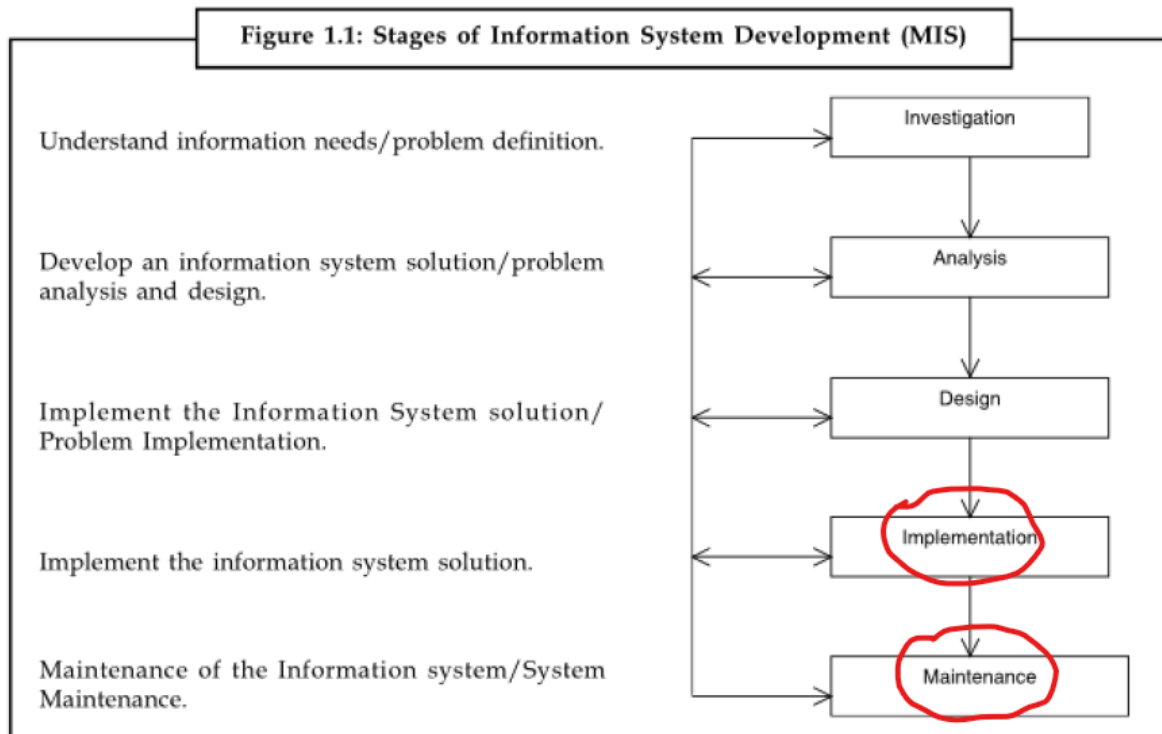 Figure 1.1: Stages of Information System Development (MIS)
Investigation
Understand information needs/problem definition.
Analysis
Develop an information system solution/problem
analysis and design.
Design
Implement the Information System solution/
Problem Implementation.
Implementation
Implement the information system solution.
Maintenance
Maintenance of the Information system/System
Maintenance.